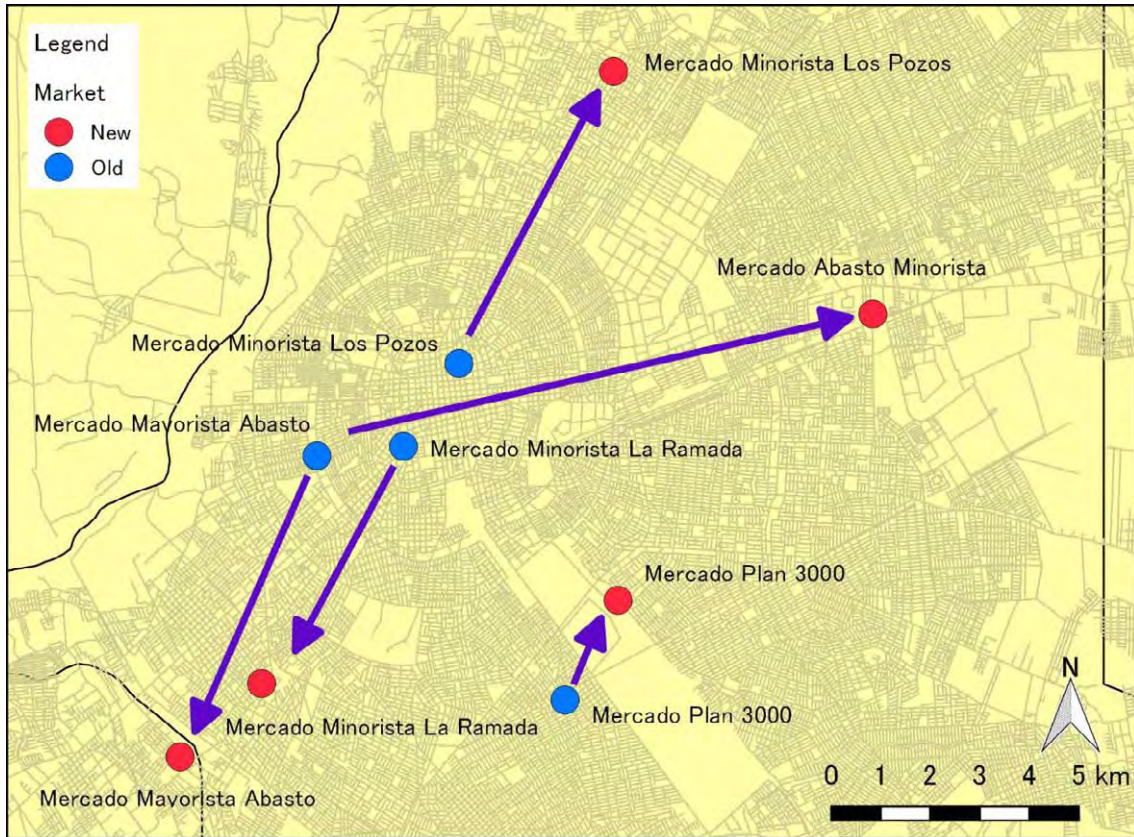 Legend
Market
New
Old
Mercado Minorista Los Pozos
Mercado Abasto Minorista
Mercado Minorista Los Pozos
Mercado Mayorista Abasto
Mercado Minorista La Ramada
Mercado Plan 3000
Mercado Minorista La Ramada
Mercado Plan 3000
Mercado Mayorista Abasto
N
0 1 2 3 4 5 km